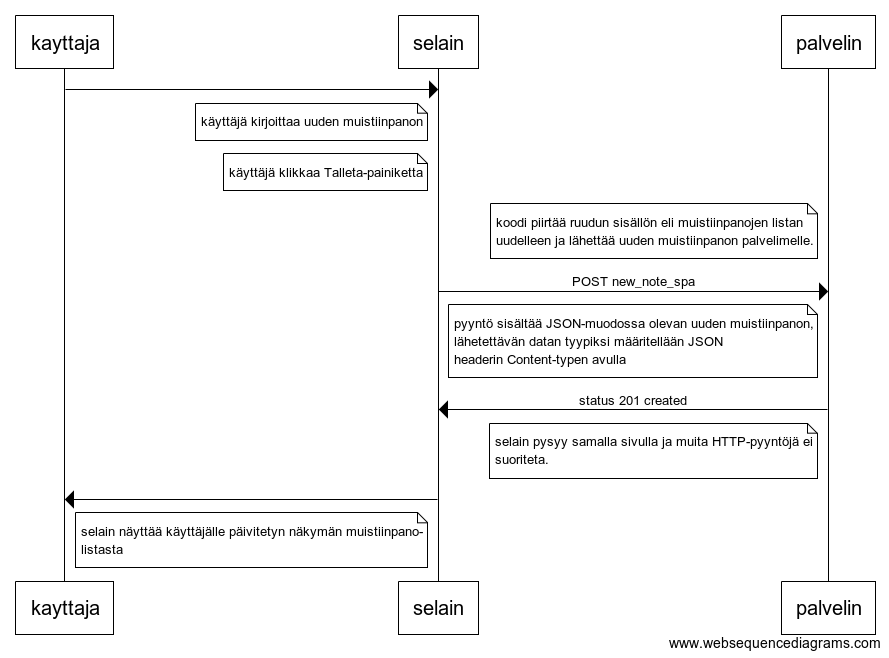 kayttaja
selain
palvelin
käyttäjä kirjoittaa uuden muistiinpanon
käyttäjä klikkaa Talleta-painiketta
koodi piirtää ruudun sisällön eli muistiinpanojen listan
uudelleen ja lähettää uuden muistiinpanon palvelimelle.
POST new_note_spa
pyyntö sisältää JSON-muodossa olevan uuden muistiinpanon,
lähetettävän datan tyypiksi määritellään JSON
headerin Content-typen avulla
status 201 created
selain pysyy samalla sivulla ja muita HTTP-pyyntöjä ei
suoriteta.
selain näyttää käyttäjälle päivitetyn näkymän muistiinpano-
listasta
kayttaja
selain
palvelin
www.websequencediagrams.com